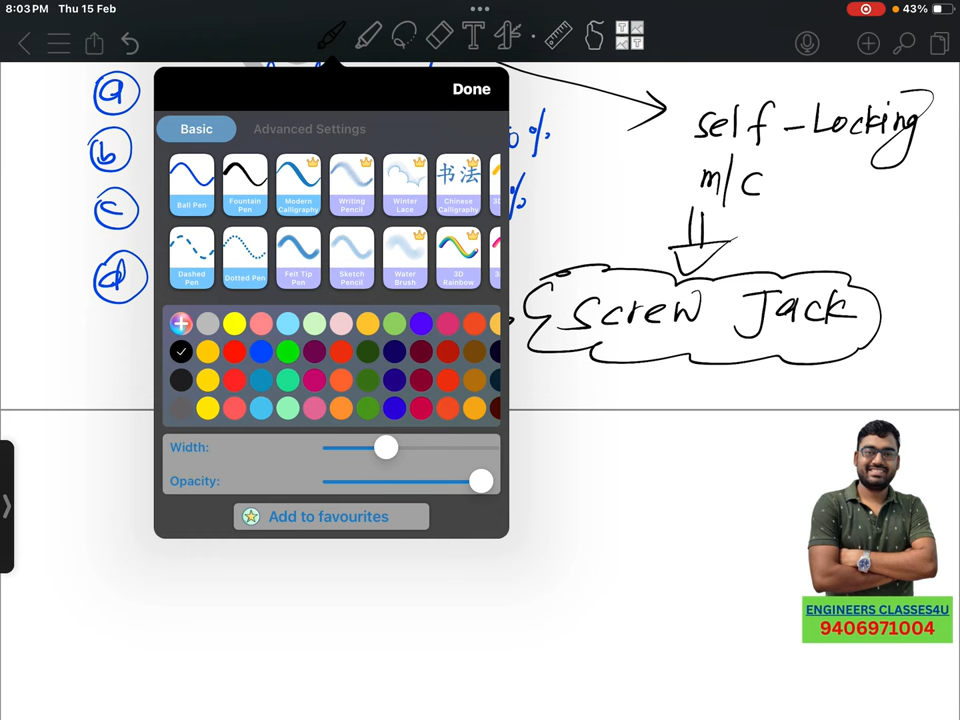 8:03 PM Thu 15 Feb
43%
Done
Basic
Advanced Settings
Ball Pen
Fountain Pen
Modern Calligraphy
Writing Pencil
Winter Lace
书法
Chinese Calligraphy
Dashed Pen
Dotted Pen
Felt Tip Pen
Sketch Pencil
Water Brush
3D Rainbow
Width:
Opacity:
Add to favourites
a
b
c
d
%
%
self-Locking
m/c
Screw Jack
ENGINEERS CLASSES4U
9406971004